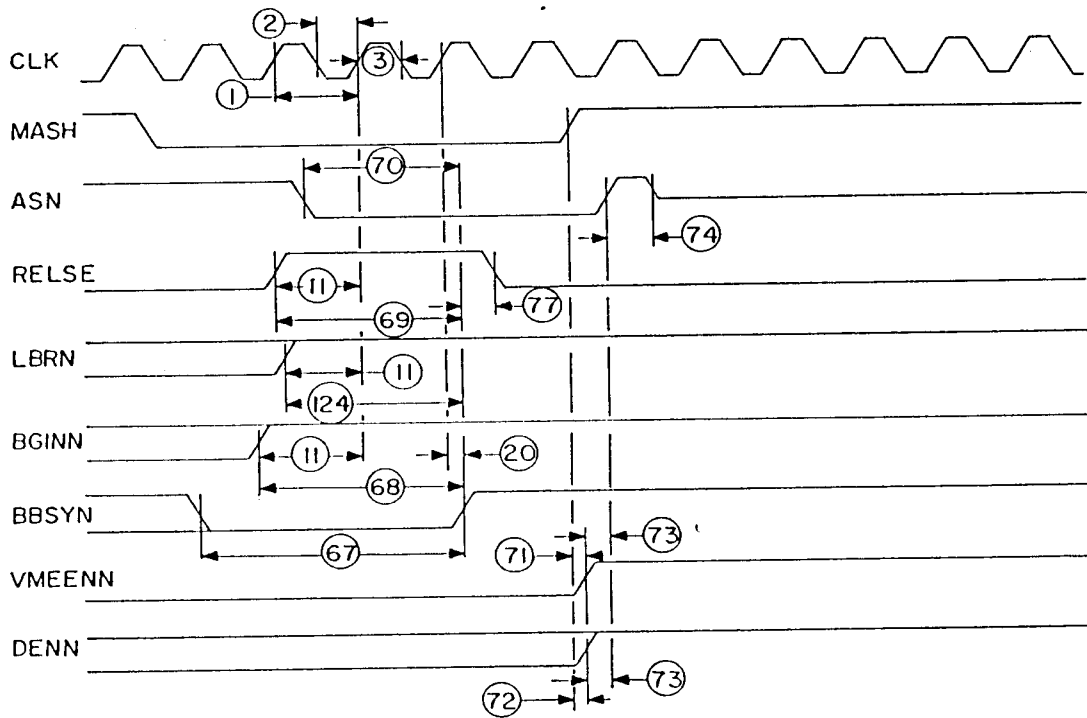 ②
CLK
③
①
MASH
70
ASN
74
RELSE
11
77
69
LBRN
11
124
BGINN
11
20
68
BBSYN
67
71
73
VMEENN
DENN
72
73